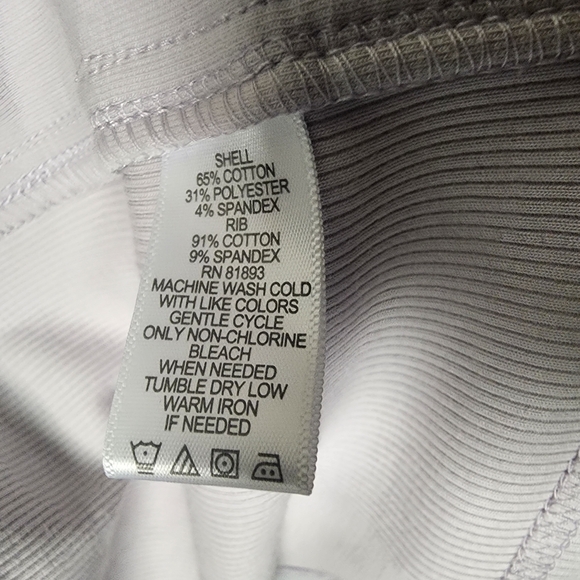 SHELL
65% COTTON
31% POLYESTER
4% SPANDEX
RIB
91% COTTON
9% SPANDEX
RN 81893
MACHINE WASH COLD
WITH LIKE COLORS
GENTLE CYCLE
ONLY NON-CHLORINE
BLEACH
WHEN NEEDED
TUMBLE DRY LOW
WARM IRON
IF NEEDED